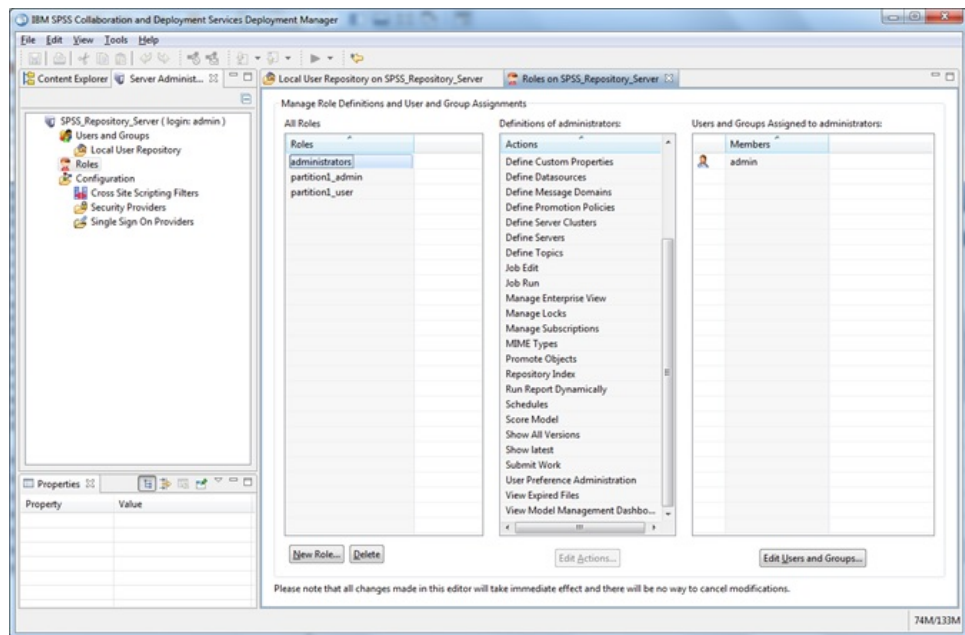 IBM SPSS Collaboration and Deployment Services Deployment Manager
File Edit View Tools Help
Content Explorer Server Administ...
Local User Repository on SPSS_Repository_Server Roles on SPSS_Repository_Server
SPSS_Repository_Server ( login: admin )
Users and Groups
Local User Repository
Roles
Configuration
Cross Site Scripting Filters
Security Providers
Single Sign On Providers
Properties
Property Value
Manage Role Definitions and User and Group Assignments
All Roles
Roles
administrators
partition1_admin
partition1_user
New Role... Delete
Definitions of administrators:
Actions
Define Custom Properties
Define Datasources
Define Message Domains
Define Promotion Policies
Define Server Clusters
Define Servers
Define Topics
Job Edit
Job Run
Manage Enterprise View
Manage Locks
Manage Subscriptions
MIME Types
Promote Objects
Repository Index
Run Report Dynamically
Schedules
Score Model
Show All Versions
Show latest
Submit Work
User Preference Administration
View Expired Files
View Model Management Dashbo...
Edit Actions...
Users and Groups Assigned to administrators:
Members
admin
Edit Users and Groups...
Please note that all changes made in this editor will take immediate effect and there will be no way to cancel modifications.
74M/133M